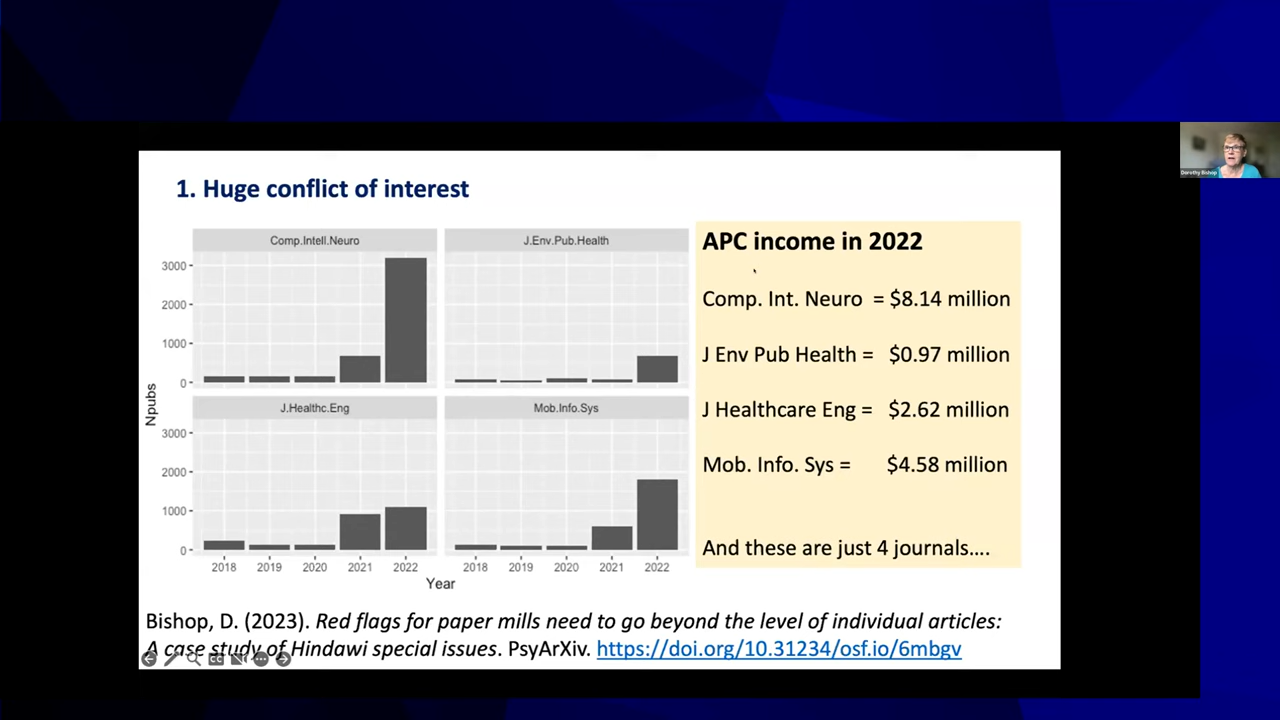 1. Huge conflict of interest
Comp.Intell.Neuro
J.Env.Pub.Health
3000
2000
1000
0
J.Healthc.Eng
Mob.Info.Sys
3000
2000
1000
0
Npubs
2018 2019 2020 2021 2022
2018 2019 2020 2021 2022
Year
APC income in 2022
Comp. Int. Neuro = $8.14 million
J Env Pub Health = $0.97 million
J Healthcare Eng = $2.62 million
Mob. Info. Sys = $4.58 million
And these are just 4 journals....
Bishop, D. (2023). Red flags for paper mills need to go beyond the level of individual articles:
A case study of Hindawi special issues. PsyArXiv. https://doi.org/10.31234/osf.io/6mbgv
CC
Dorothy Bishop